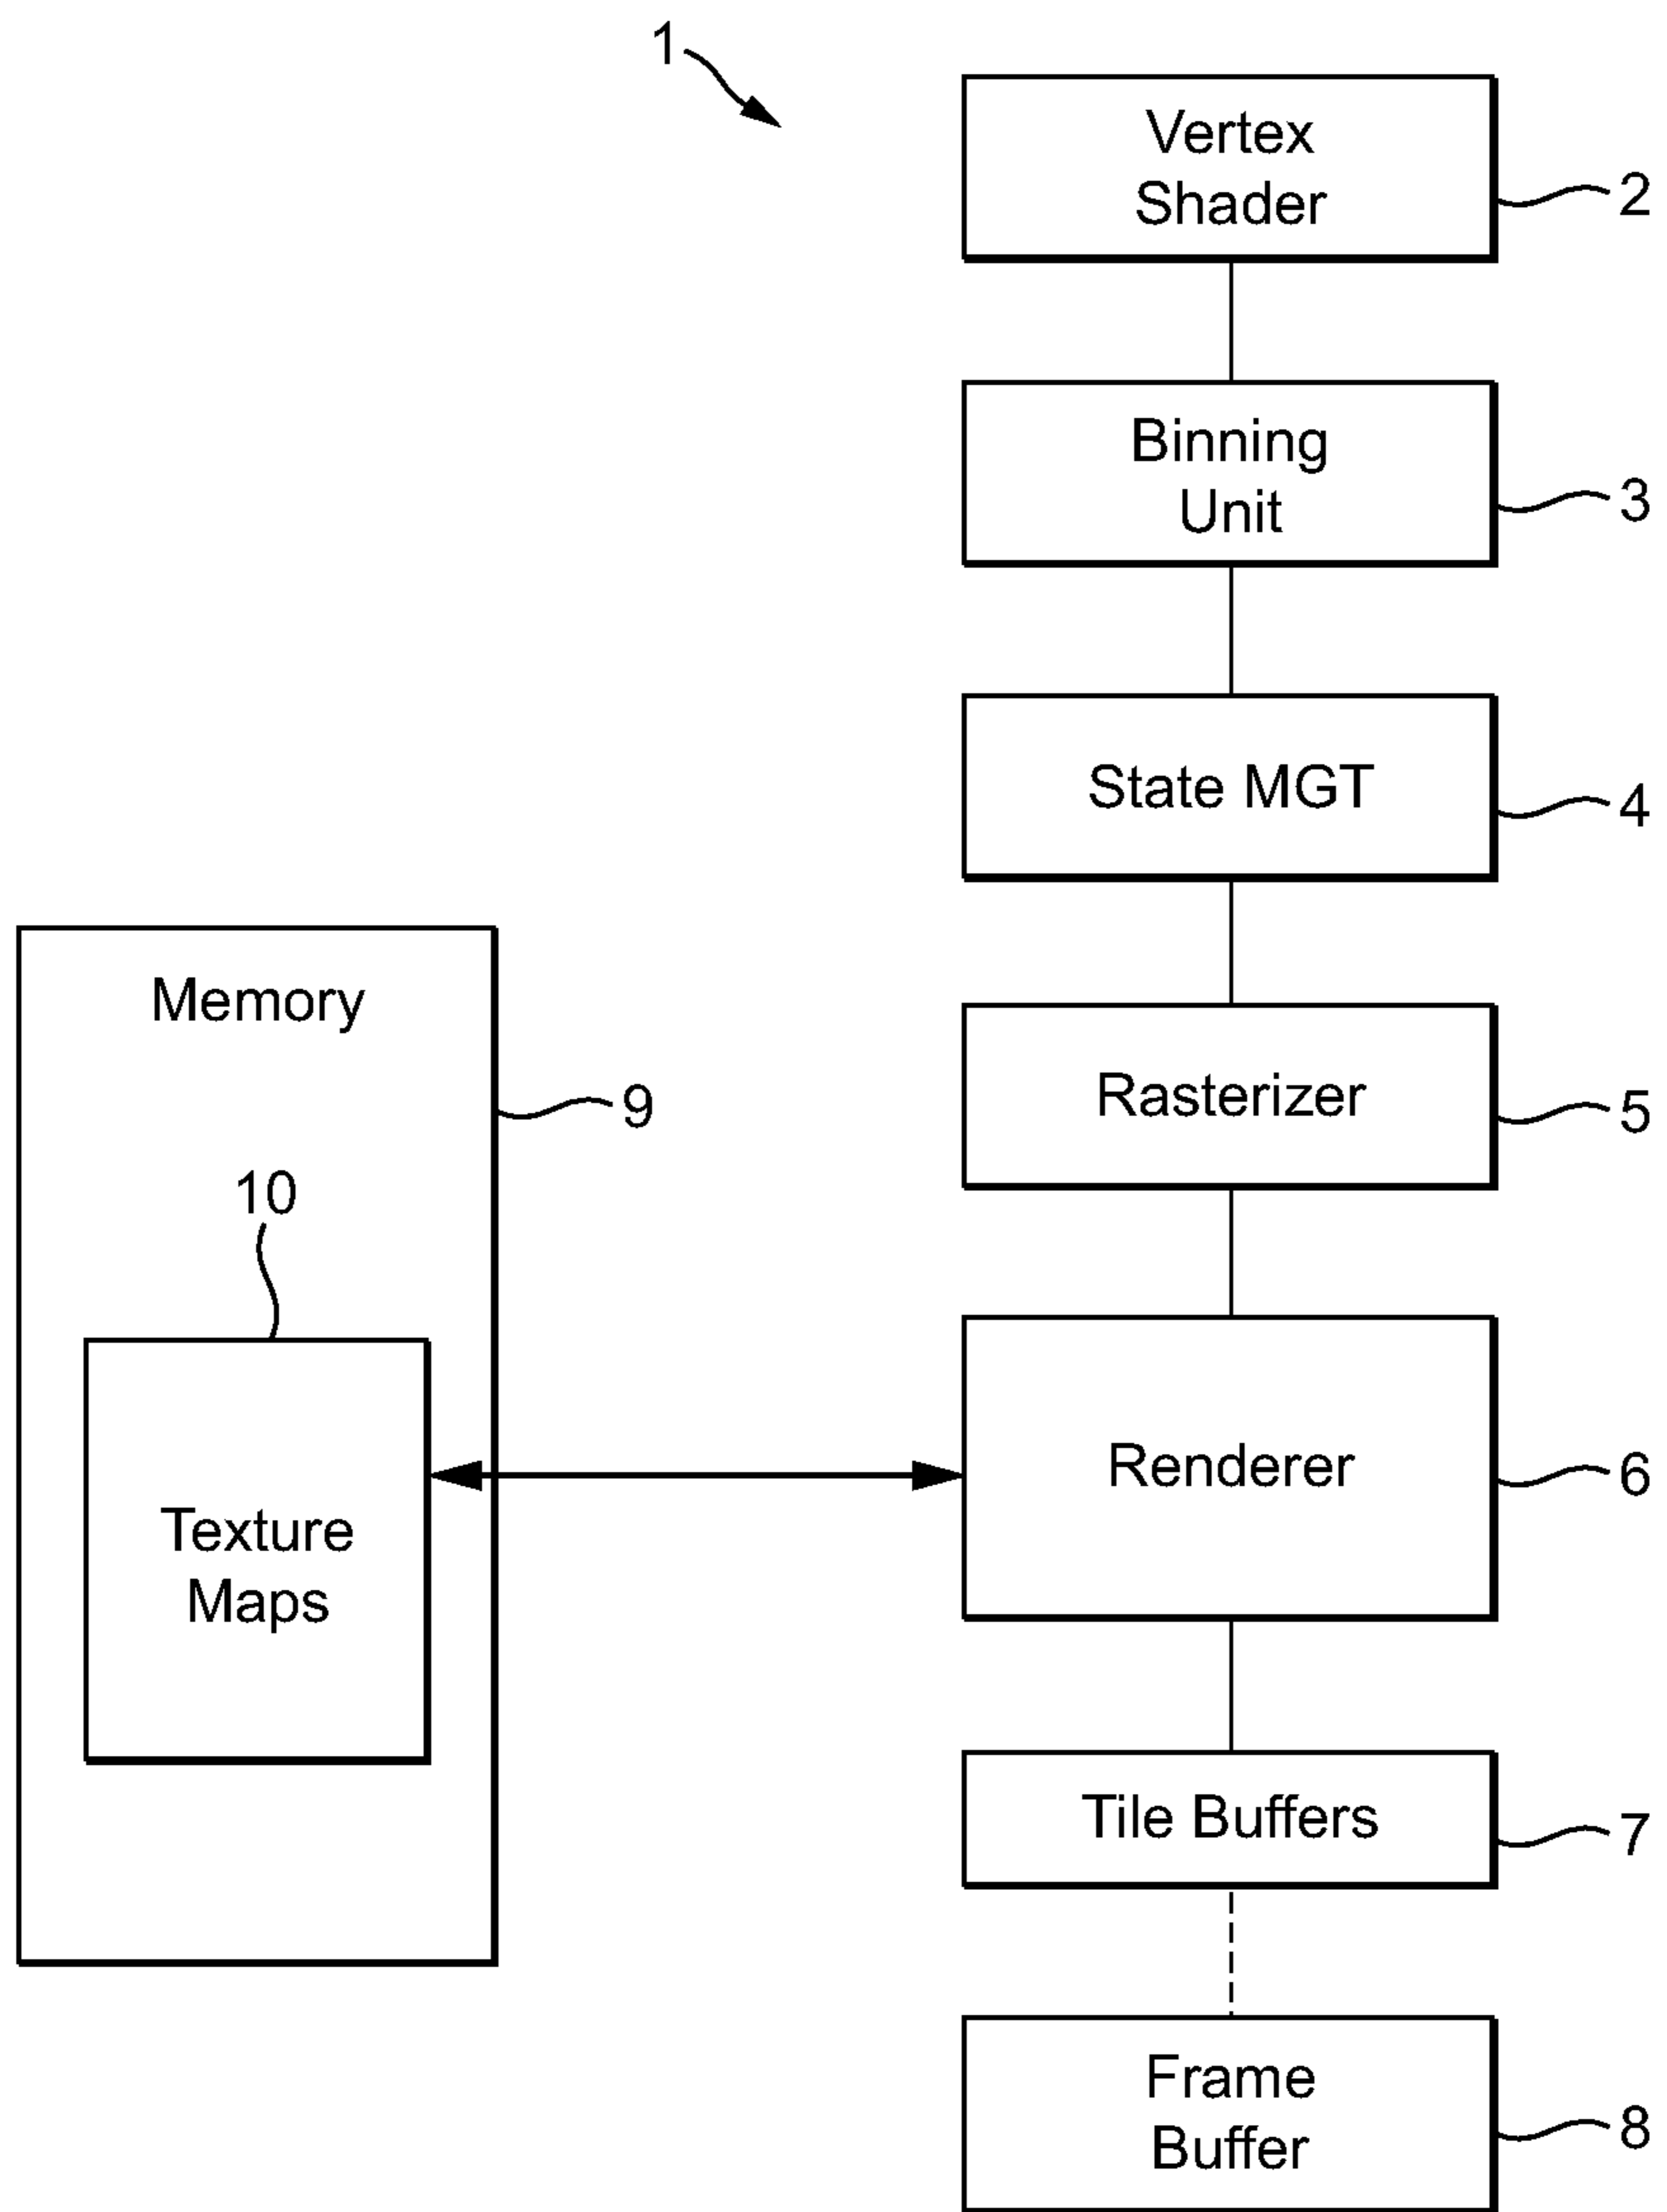 1
Vertex
Shader
2
Binning
Unit
3
State MGT
4
Memory
Rasterizer
9
5
10
Renderer
6
Texture
Maps
Tile Buffers
7
Frame
Buffer
8